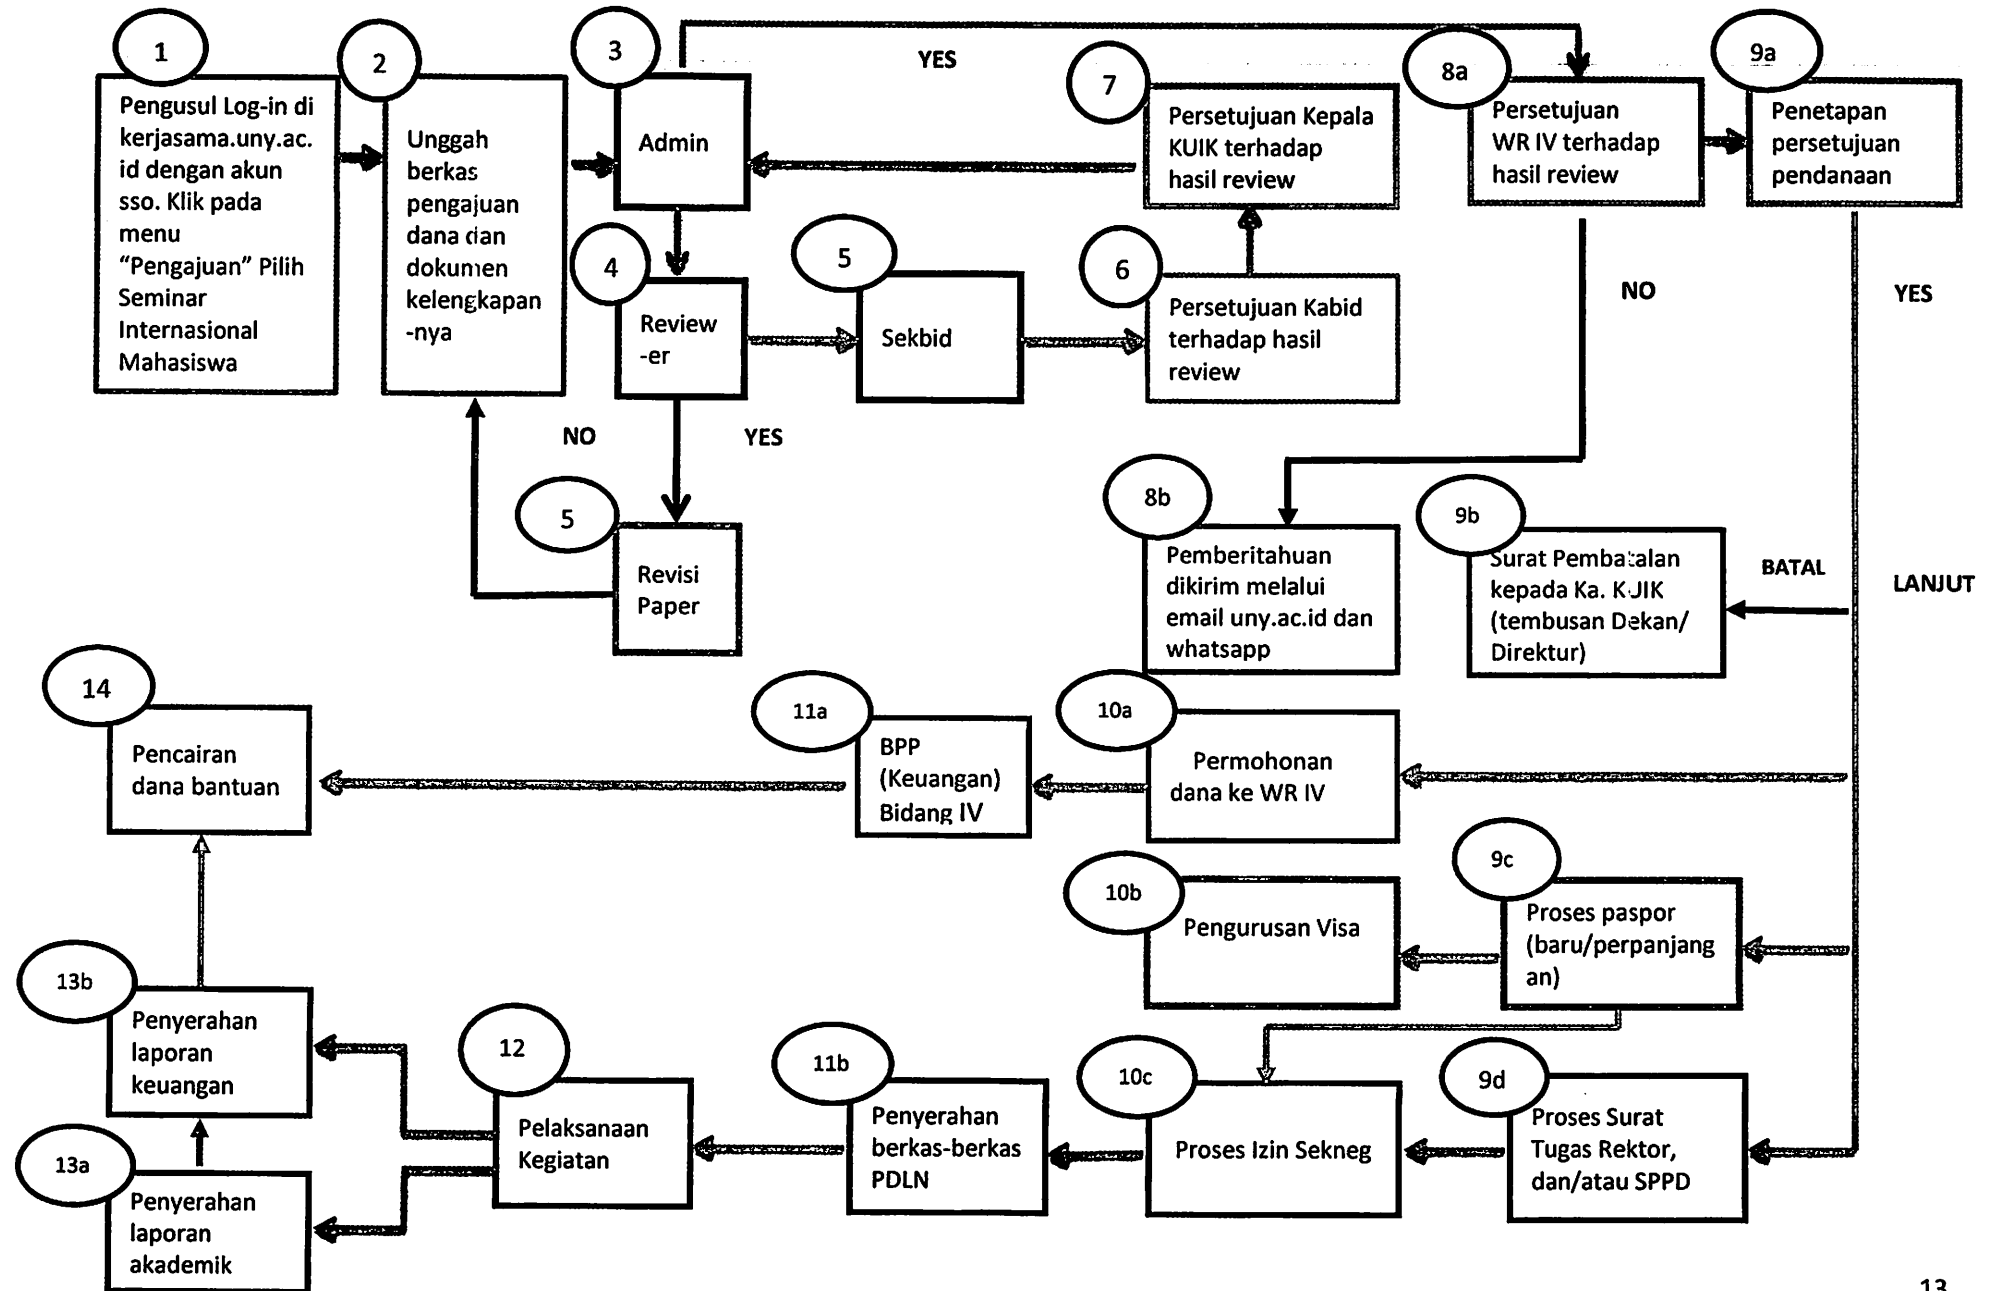 1
Pengusul Log-in di
kerjasama.uny.ac.
id dengan akun
sso. Klik pada
menu
“Pengajuan” Pilih
Seminar
Internasional
Mahasiswa
2
Unggah
berkas
pengajuan
dana dan
dokumen
kelengkapan
-nya
3
Admin
YES
4
Review
-er
NO
YES
5
Revisi
Paper
5
Sekbid
6
Persetujuan Kabid
terhadap hasil
review
7
Persetujuan Kepala
KUIK terhadap
hasil review
8a
Persetujuan
WR IV terhadap
hasil review
NO
9a
Penetapan
persetujuan
pendanaan
YES
8b
Pemberitahuan
dikirim melalui
email uny.ac.id dan
whatsapp
9b
Surat Pembatalan
kepada Ka. KUIK
(tembusan Dekan/
Direktur)
BATAL
LANJUT
14
Pencairan
dana bantuan
11a
BPP
(Keuangan)
Bidang IV
10a
Permohonan
dana ke WR IV
10b
Pengurusan Visa
9c
Proses paspor
(baru/perpanjang
an)
13b
Penyerahan
laporan
keuangan
13a
Penyerahan
laporan
akademik
12
Pelaksanaan
Kegiatan
11b
Penyerahan
berkas-berkas
PDLN
10c
Proses Izin Sekneg
9d
Proses Surat
Tugas Rektor,
dan/atau SPPD
13